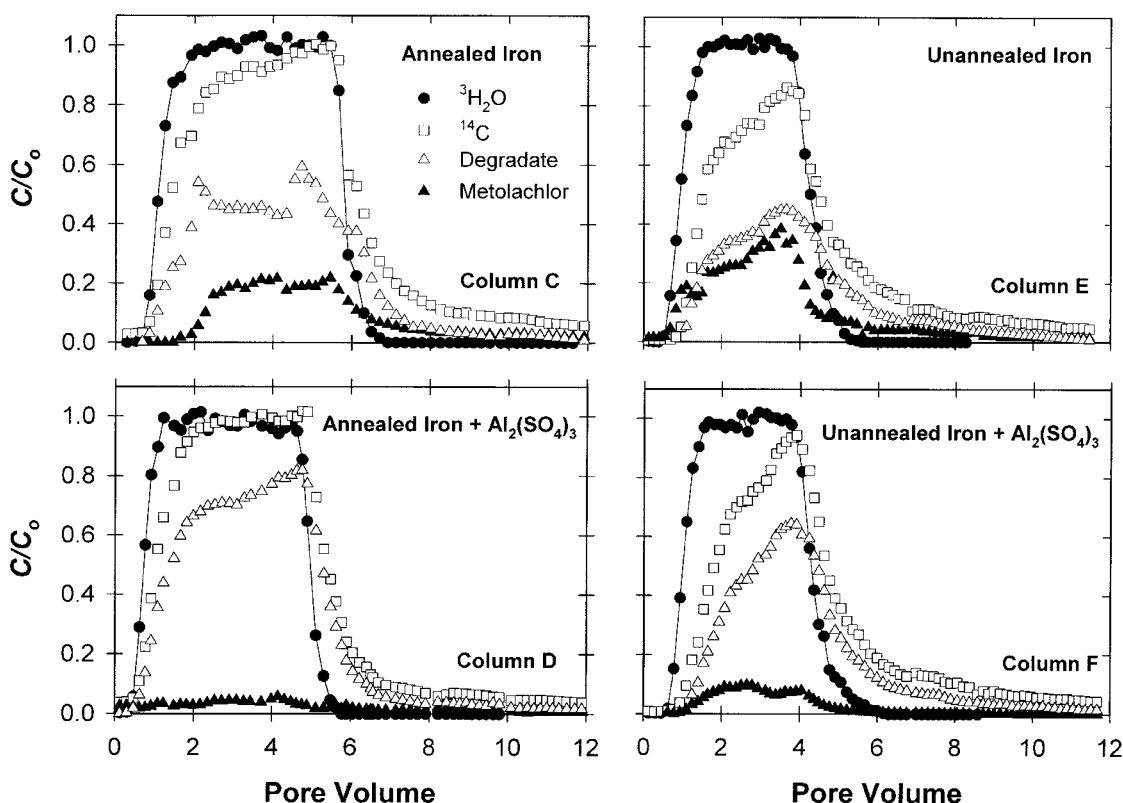 Annealed Iron
³H₂O
¹⁴C
Degradate
Metolachlor
Column C
C/Cₒ
1.0
0.8
0.6
0.4
0.2
0.0
Unannealed Iron
Column E
Annealed Iron + Al₂(SO₄)₃
Column D
C/Cₒ
1.0
0.8
0.6
0.4
0.2
0.0
0 2 4 6 8 10 12
Pore Volume
Unannealed Iron + Al₂(SO₄)₃
Column F
0 2 4 6 8 10 12
Pore Volume